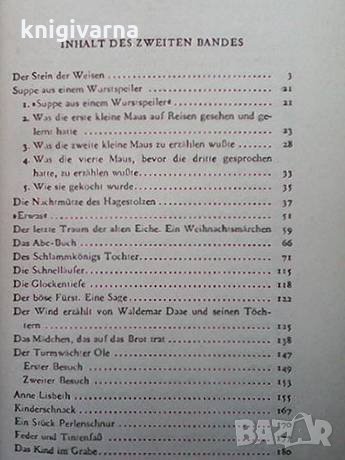 knigivarna
INHALT DES ZWEITEN BANDES
Der Stein der Weisen 3
Suppe aus einem Wurstspeiler 21
1. »Suppe aus einem Wurstspeiler« 21
2. Was die erste kleine Maus auf Reisen gesehen und ge-
lernt hatte 23
3. Was die zweite kleine Maus zu erzählen wußte 28
4. Was die vierte Maus, bevor die dritte gesprochen
hatte, zu erzählen wußte 33
5. Wie sie gekocht wurde 35
Die Nachtmütze des Hagestolzen 37
»Etwas« 51
Der letzte Traum der alten Eiche. Ein Weihnachtsmärchen 59
Das Abc-Buch 66
Des Schlammkönigs Tochter 71
Die Schnelläufer 115
Die Glockentiefe 118
Der böse Fürst. Eine Sage 122
Der Wind erzählt von Waldemar Daae und seinen Töch-
tern 125
Das Mädchen, das auf das Brot trat 138
Der Turmwächter Ole 147
Erster Besuch 149
Zweiter Besuch 153
Anne Lisbeth 155
Kinderschnack 167
Ein Stück Perlenschnur 170
Feder und Tintenfaß
Das Kind im Grabe 180
BAZAR